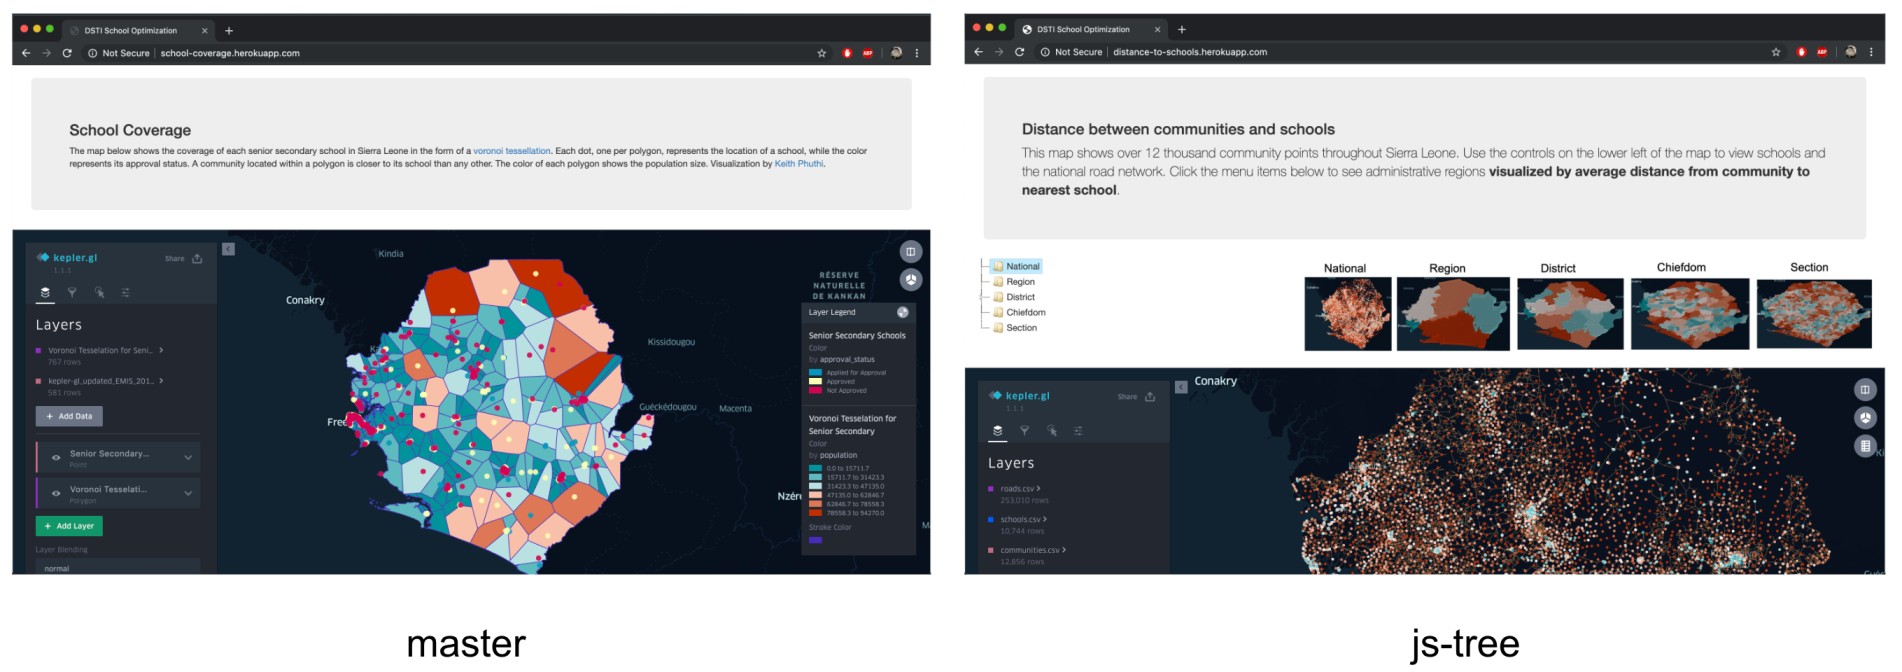 DSTI School Optimization
Not Secure school-coverage.herokuapp.com
ABP
School Coverage
The map below shows the coverage of each senior secondary school in Sierra Leone in the form of a voronoi tessellation. Each dot, one per polygon, represents the location of a school, while the color
represents its approval status. A community located within a polygon is closer to its school than any other. The color of each polygon shows the population size. Visualization by Keith Phuthi.
kepler.gl
1.1.1
Share
Layers
Voronoi Tesselation for Seni...
767 rows
kepler-gl_updated_EMIS_201...
581 rows
+ Add Data
Senior Secondary...
Point
Voronoi Tesselati...
Polygon
+ Add Layer
Layer Blending
normal
Kindia
Conakry
RÉSERVE
NATURELLE
DE KANKAN
Kissidougou
Guéckédougou
Macenta
Free
Nzér
Layer Legend
Senior Secondary Schools
Color
by approval_status
Applied for Approval
Approved
Not Approved
Voronoi Tesselation for
Senior Secondary
Color
by population
0.0 to 15711.7
15711.7 to 31423.3
31423.3 to 47135.0
47135.0 to 62846.7
62846.7 to 78558.3
78558.3 to 94270.0
Stroke Color
master
DSTI School Optimization
Not Secure distance-to-schools.herokuapp.com
ABP
Distance between communities and schools
This map shows over 12 thousand community points throughout Sierra Leone. Use the controls on the lower left of the map to view schools and
the national road network. Click the menu items below to see administrative regions visualized by average distance from community to
nearest school.
National
Region
District
Chiefdom
Section
National Region District Chiefdom Section
kepler.gl
1.1.1
Share
Layers
roads.csv
253,010 rows
schools.csv
10,744 rows
communities.csv
12,856 rows
Conakry
js-tree